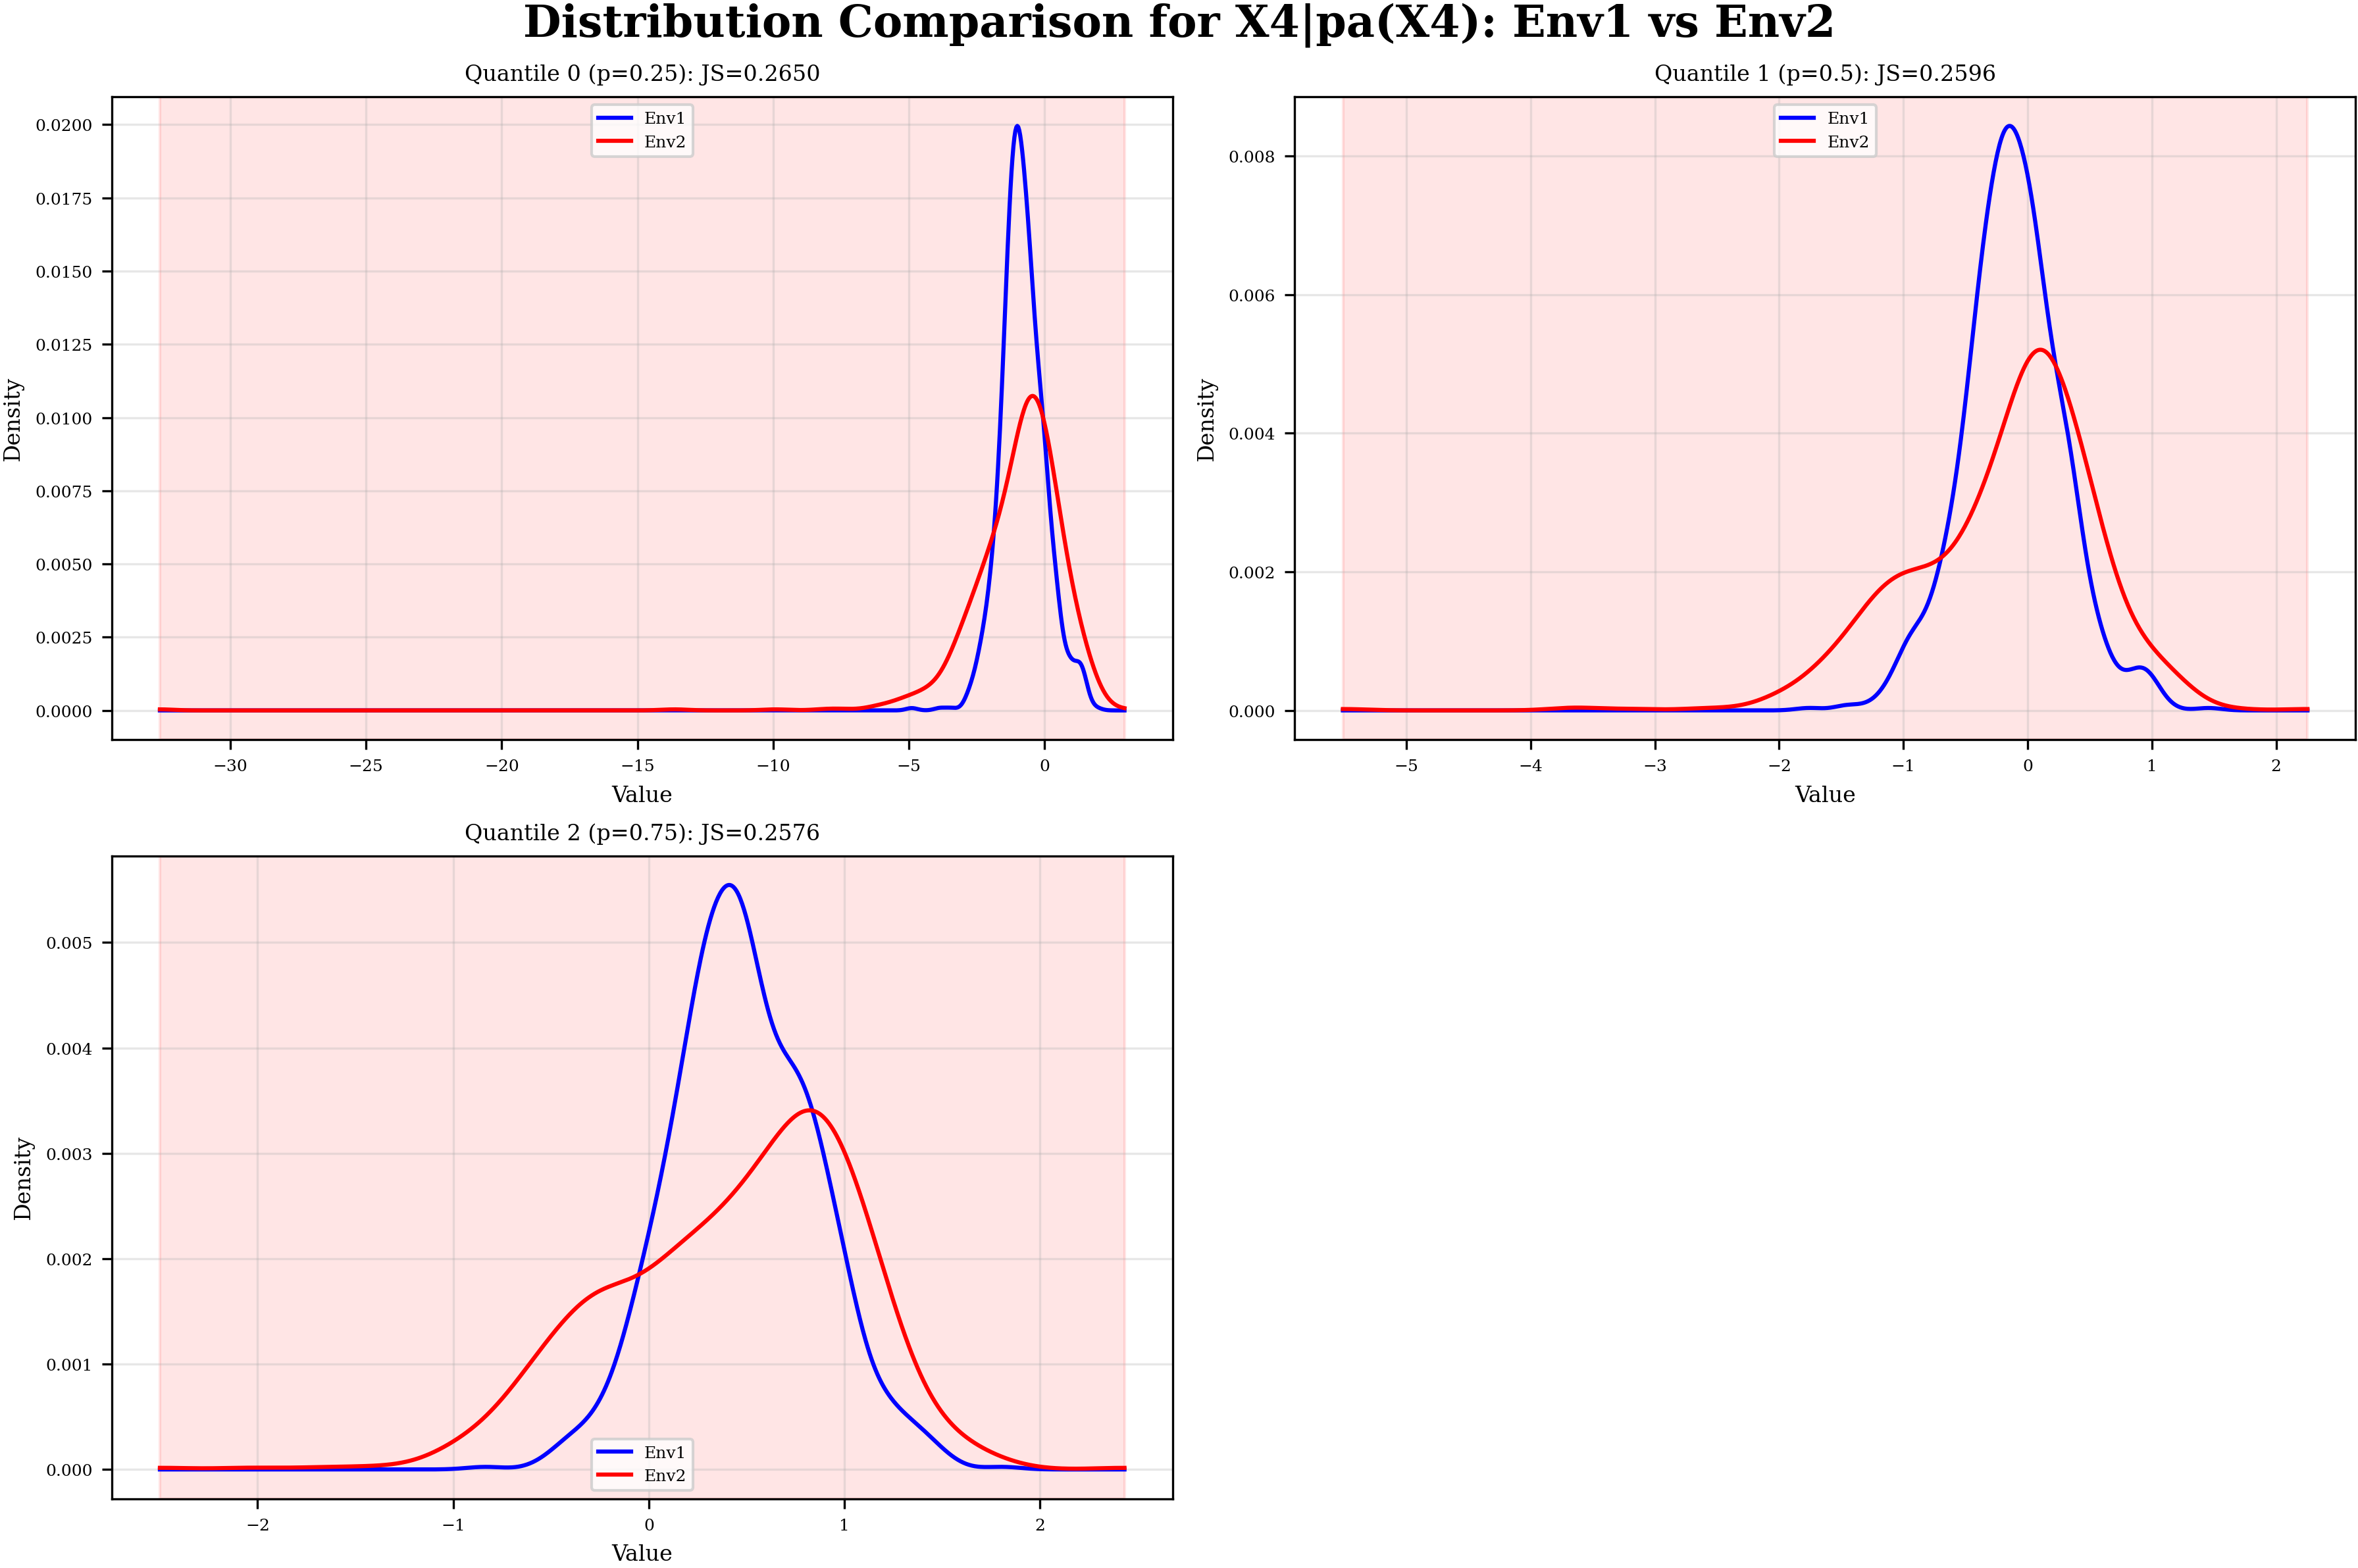 Distribution Comparison for X4|pa(X4): Env1 vs Env2
Quantile 0 (p=0.25): JS=0.2650
Env1
Env2
0.0200
0.0175
0.0150
0.0125
0.0100
0.0075
0.0050
0.0025
0.0000
Density
−30
−25
−20
−15
−10
−5
0
Value
Quantile 1 (p=0.5): JS=0.2596
Env1
Env2
0.008
0.006
0.004
0.002
0.000
Density
−5
−4
−3
−2
−1
0
1
2
Value
Quantile 2 (p=0.75): JS=0.2576
0.005
0.004
0.003
0.002
0.001
0.000
Density
Env1
Env2
−2
−1
0
1
2
Value